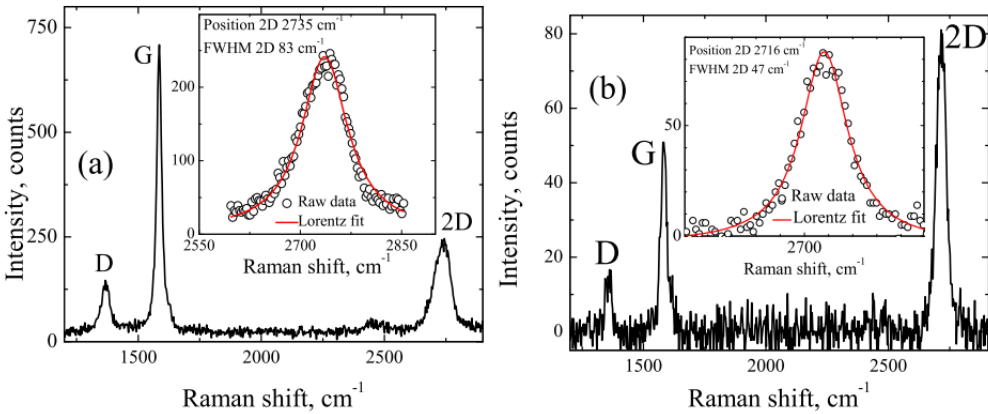 750
500
250
0
Intensity, counts
(a)
D
G
2D
1500
2000
2500
Raman shift, cm-1
Position 2D 2735 cm-1
FWHM 2D 83 cm-1
200
100
0
Raw data
Lorentz fit
2550
2700
2850
Raman shift, cm-1
80
60
40
20
0
Intensity, counts
(b)
D
G
2D
1500
2000
2500
Raman shift, cm-1
Position 2D 2716 cm-1
FWHM 2D 47 cm-1
50
0
Raw data
Lorentz fit
2700
Raman shift, cm-1